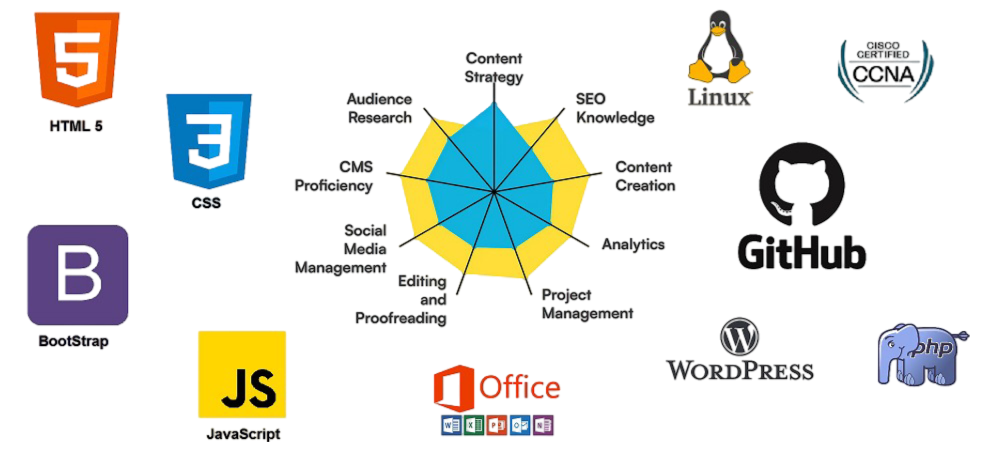 5
HTML 5
3
CSS
B
BootStrap
JS
JavaScript
Content
Strategy
SEO
Knowledge
Content
Creation
Analytics
Project
Management
Editing
and
Proofreading
Social
Media
Management
CMS
Proficiency
Audience
Research
Office
W X P O N
Linux
CISCO
CERTIFIED
CCNA
GitHub
W
WORDPRESS
php